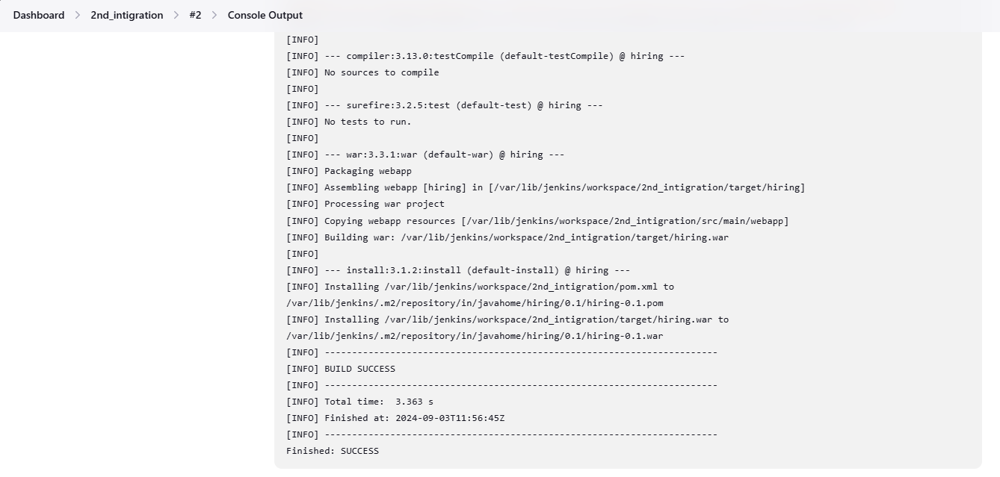 Dashboard > 2nd_intigration > #2 > Console Output
[INFO]
[INFO] --- compiler:3.13.0:testCompile (default-testCompile) @ hiring ---
[INFO] No sources to compile
[INFO]
[INFO] --- surefire:3.2.5:test (default-test) @ hiring ---
[INFO] No tests to run.
[INFO]
[INFO] --- war:3.3.1:war (default-war) @ hiring ---
[INFO] Packaging webapp
[INFO] Assembling webapp [hiring] in [/var/lib/jenkins/workspace/2nd_intigration/target/hiring]
[INFO] Processing war project
[INFO] Copying webapp resources [/var/lib/jenkins/workspace/2nd_intigration/src/main/webapp]
[INFO] Building war: /var/lib/jenkins/workspace/2nd_intigration/target/hiring.war
[INFO]
[INFO] --- install:3.1.2:install (default-install) @ hiring ---
[INFO] Installing /var/lib/jenkins/workspace/2nd_intigration/pom.xml to
/var/lib/jenkins/.m2/repository/in/javahome/hiring/0.1/hiring-0.1.pom
[INFO] Installing /var/lib/jenkins/workspace/2nd_intigration/target/hiring.war to
/var/lib/jenkins/.m2/repository/in/javahome/hiring/0.1/hiring-0.1.war
[INFO] ------------------------------------------------------------------------
[INFO] BUILD SUCCESS
[INFO] ------------------------------------------------------------------------
[INFO] Total time:  3.363 s
[INFO] Finished at: 2024-09-03T11:56:45Z
[INFO] ------------------------------------------------------------------------
Finished: SUCCESS